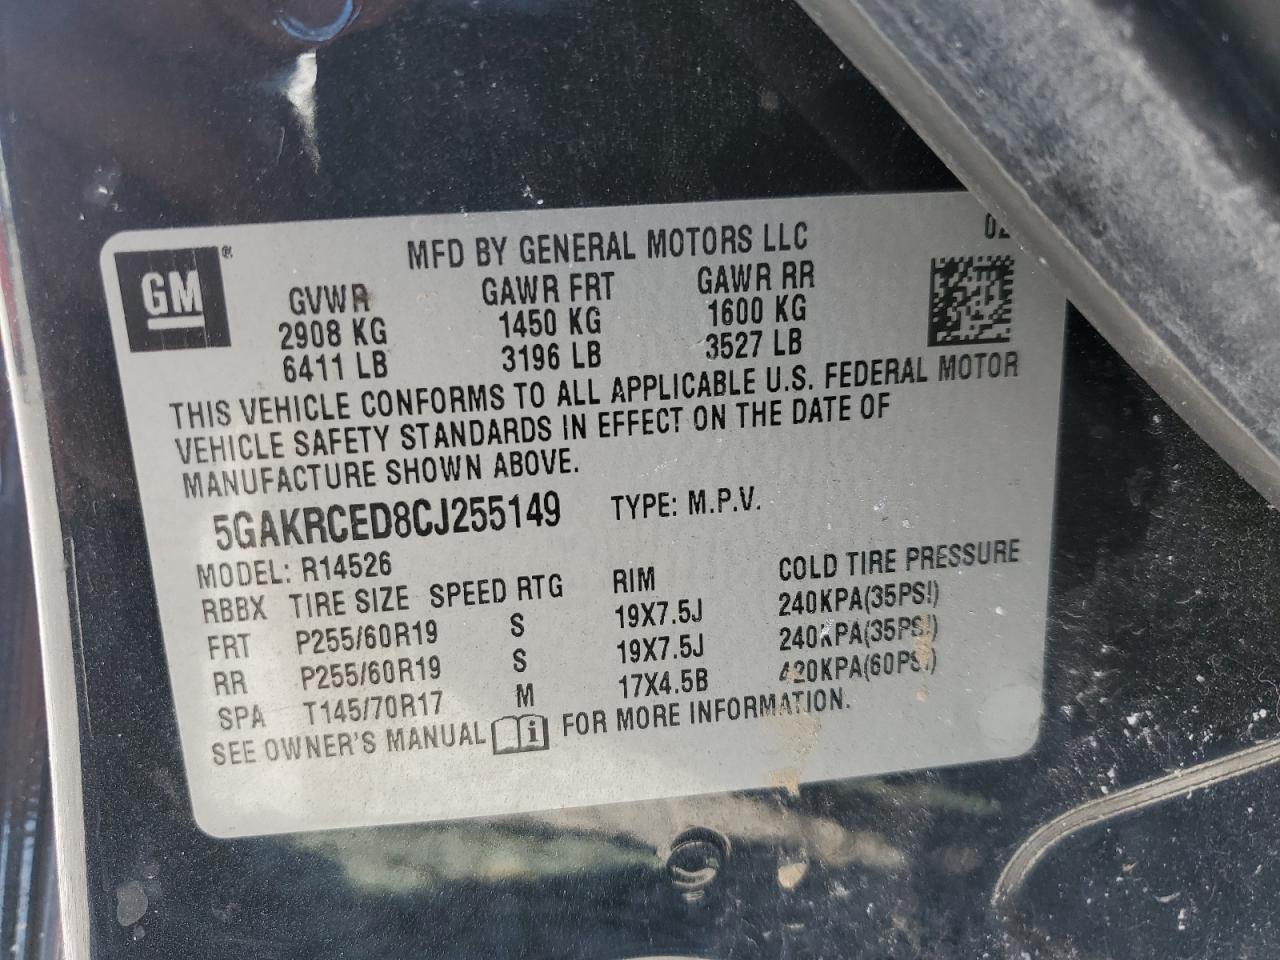 GM ®
MFD BY GENERAL MOTORS LLC 02
GVWR GAWR FRT GAWR RR
2908 KG 1450 KG 1600 KG
6411 LB 3196 LB 3527 LB
THIS VEHICLE CONFORMS TO ALL APPLICABLE U.S. FEDERAL MOTOR
VEHICLE SAFETY STANDARDS IN EFFECT ON THE DATE OF
MANUFACTURE SHOWN ABOVE.
5GAKRCED8CJ255149 TYPE: M.P.V.
MODEL: R14526
RBBX TIRE SIZE SPEED RTG RIM COLD TIRE PRESSURE
FRT P255/60R19 S 19X7.5J 240KPA(35PSI)
RR P255/60R19 S 19X7.5J 240KPA(35PSI)
SPA T145/70R17 M 17X4.5B 420KPA(60PSI)
SEE OWNER'S MANUAL i FOR MORE INFORMATION.